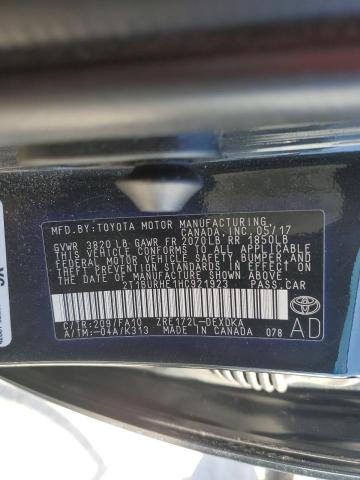 MFD.BY:TOYOTA MOTOR MANUFACTURING
CANADA, INC. 05/17
GVWR 3820LB GAWR FR 2070LB RR 1850LB
THIS VEHICLE CONFORMS TO ALL APPLICABLE
FEDERAL MOTOR VEHICLE SAFETY, BUMPER, AND
THEFT PREVENTION STANDARDS IN EFFECT ON
THE DATE OF MANUFACTURE SHOWN ABOVE.
2T1BURHE1HC921923 PASS.CAR
C/TR:209/FA10 ZRE172L-DEXDKA
A/TM:-04A/K313 MADE IN CANADA 078
TOYOTA
AD